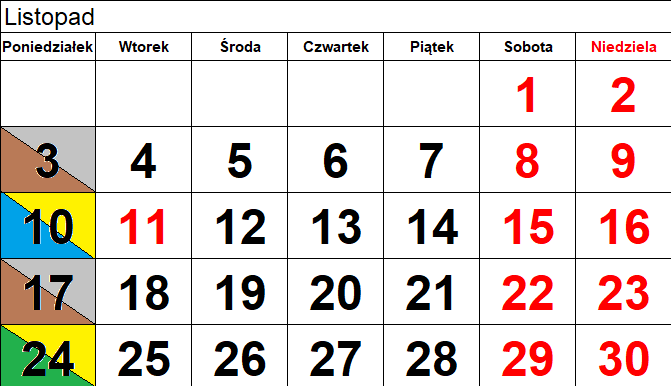 Listopad
Poniedziałek Wtorek Środa Czwartek Piątek Sobota Niedziela
1 2
3 4 5 6 7 8 9
10 11 12 13 14 15 16
17 18 19 20 21 22 23
24 25 26 27 28 29 30